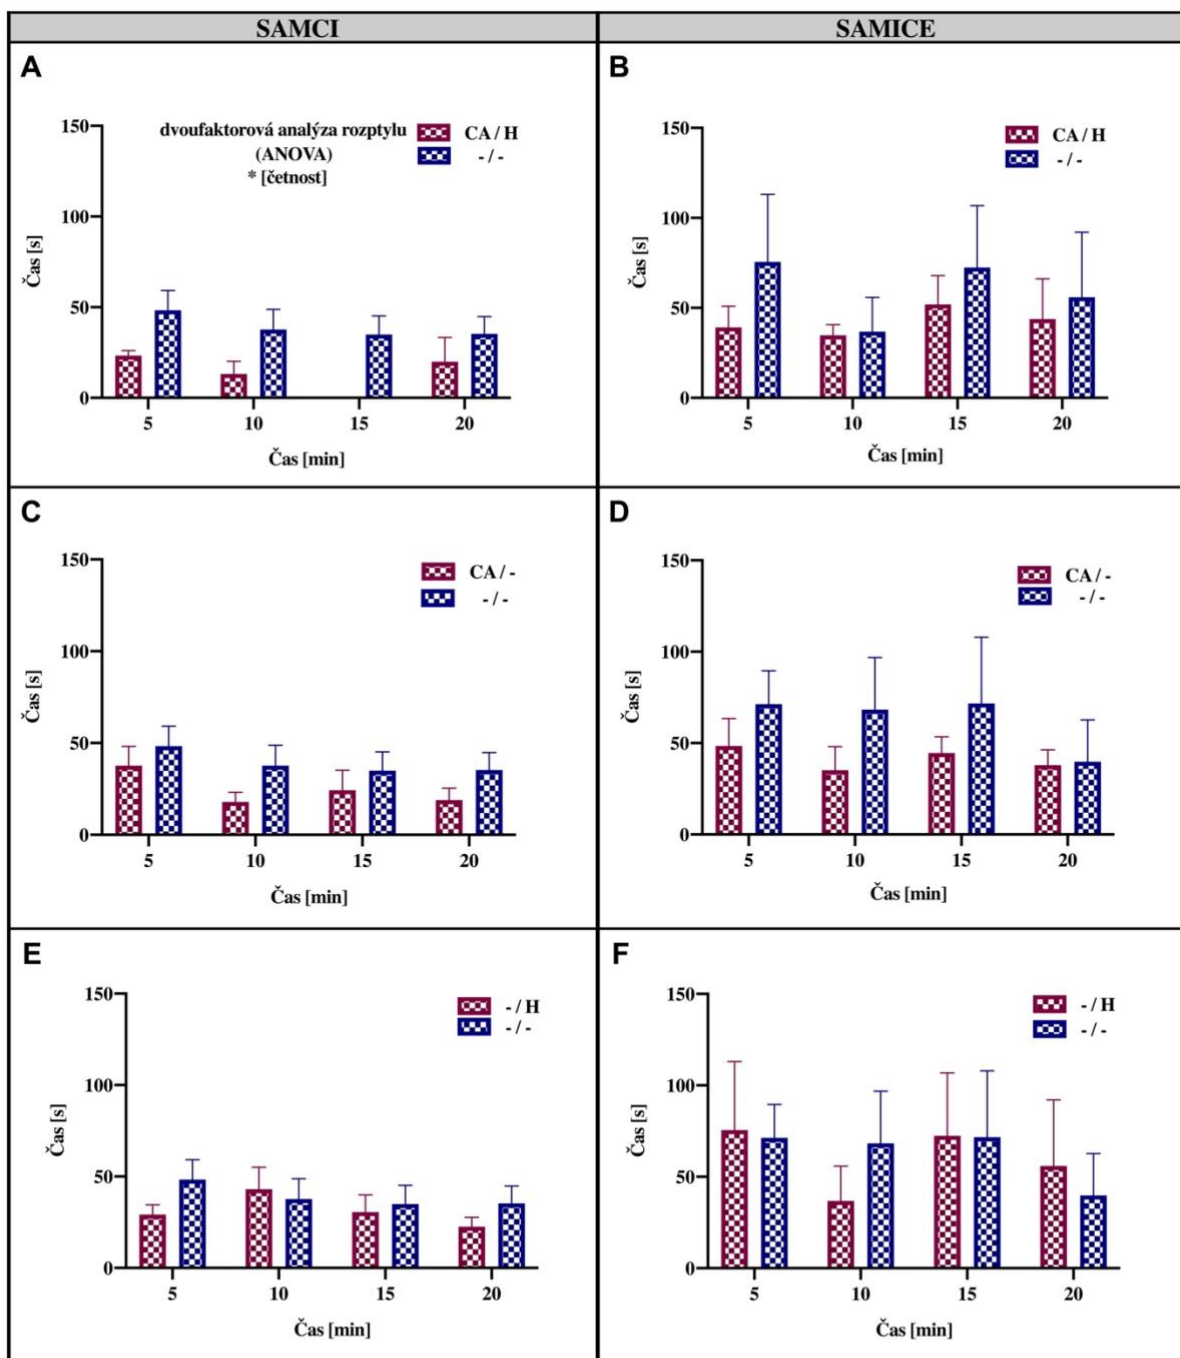 SAMCI
SAMICE
A
dvoufaktorová analýza rozptylu
(ANOVA)
* [četnost]
CA / H
- / -
150
100
50
0
Čas [s]
5 10 15 20
Čas [min]
B
CA / H
- / -
150
100
50
0
Čas [s]
5 10 15 20
Čas [min]
C
CA / -
- / -
150
100
50
0
Čas [s]
5 10 15 20
Čas [min]
D
CA / -
- / -
150
100
50
0
Čas [s]
5 10 15 20
Čas [min]
E
- / H
- / -
150
100
50
0
Čas [s]
5 10 15 20
Čas [min]
F
- / H
- / -
150
100
50
0
Čas [s]
5 10 15 20
Čas [min]